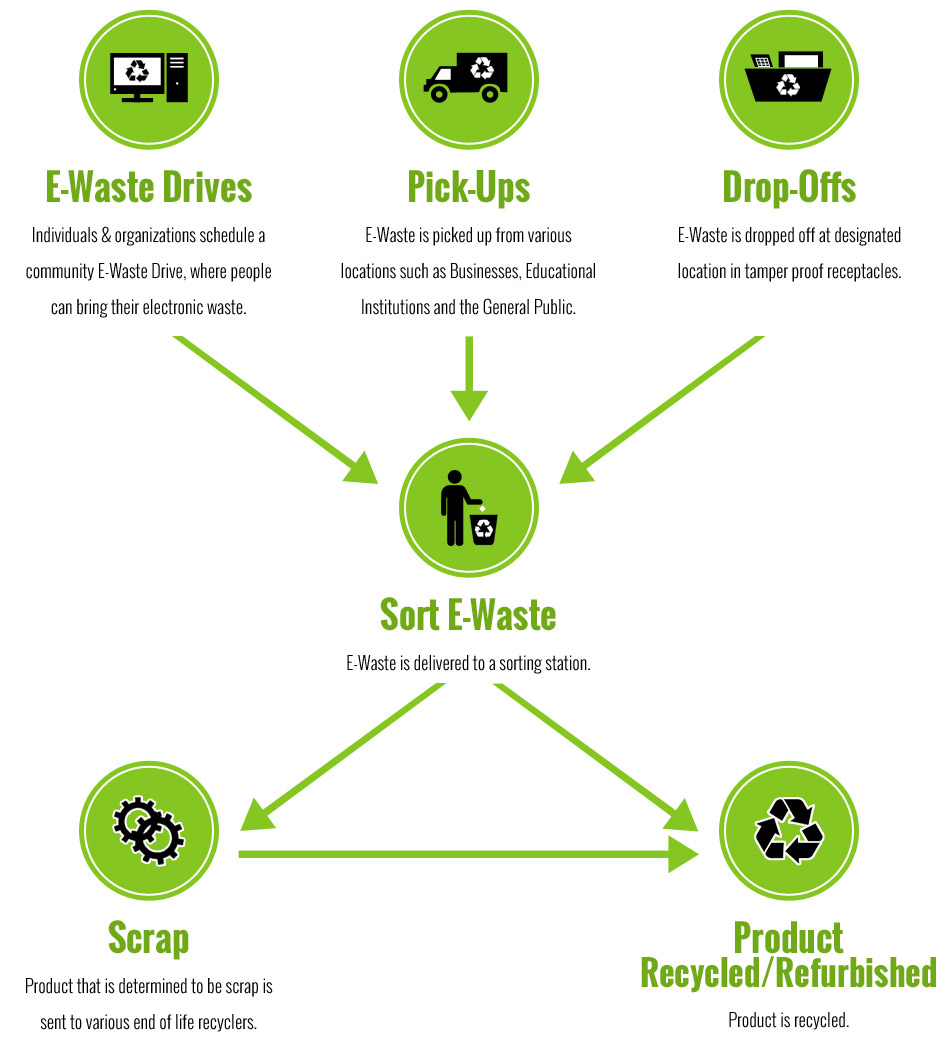 E-Waste Drives
Individuals & organizations schedule a
community E-Waste Drive, where people
can bring their electronic waste.
Pick-Ups
E-Waste is picked up from various
locations such as Businesses, Educational
Institutions and the General Public.
Drop-Offs
E-Waste is dropped off at designated
location in tamper proof receptacles.
Sort E-Waste
E-Waste is delivered to a sorting station.
Scrap
Product that is determined to be scrap is
sent to various end of life recyclers.
Product
Recycled/Refurbished
Product is recycled.